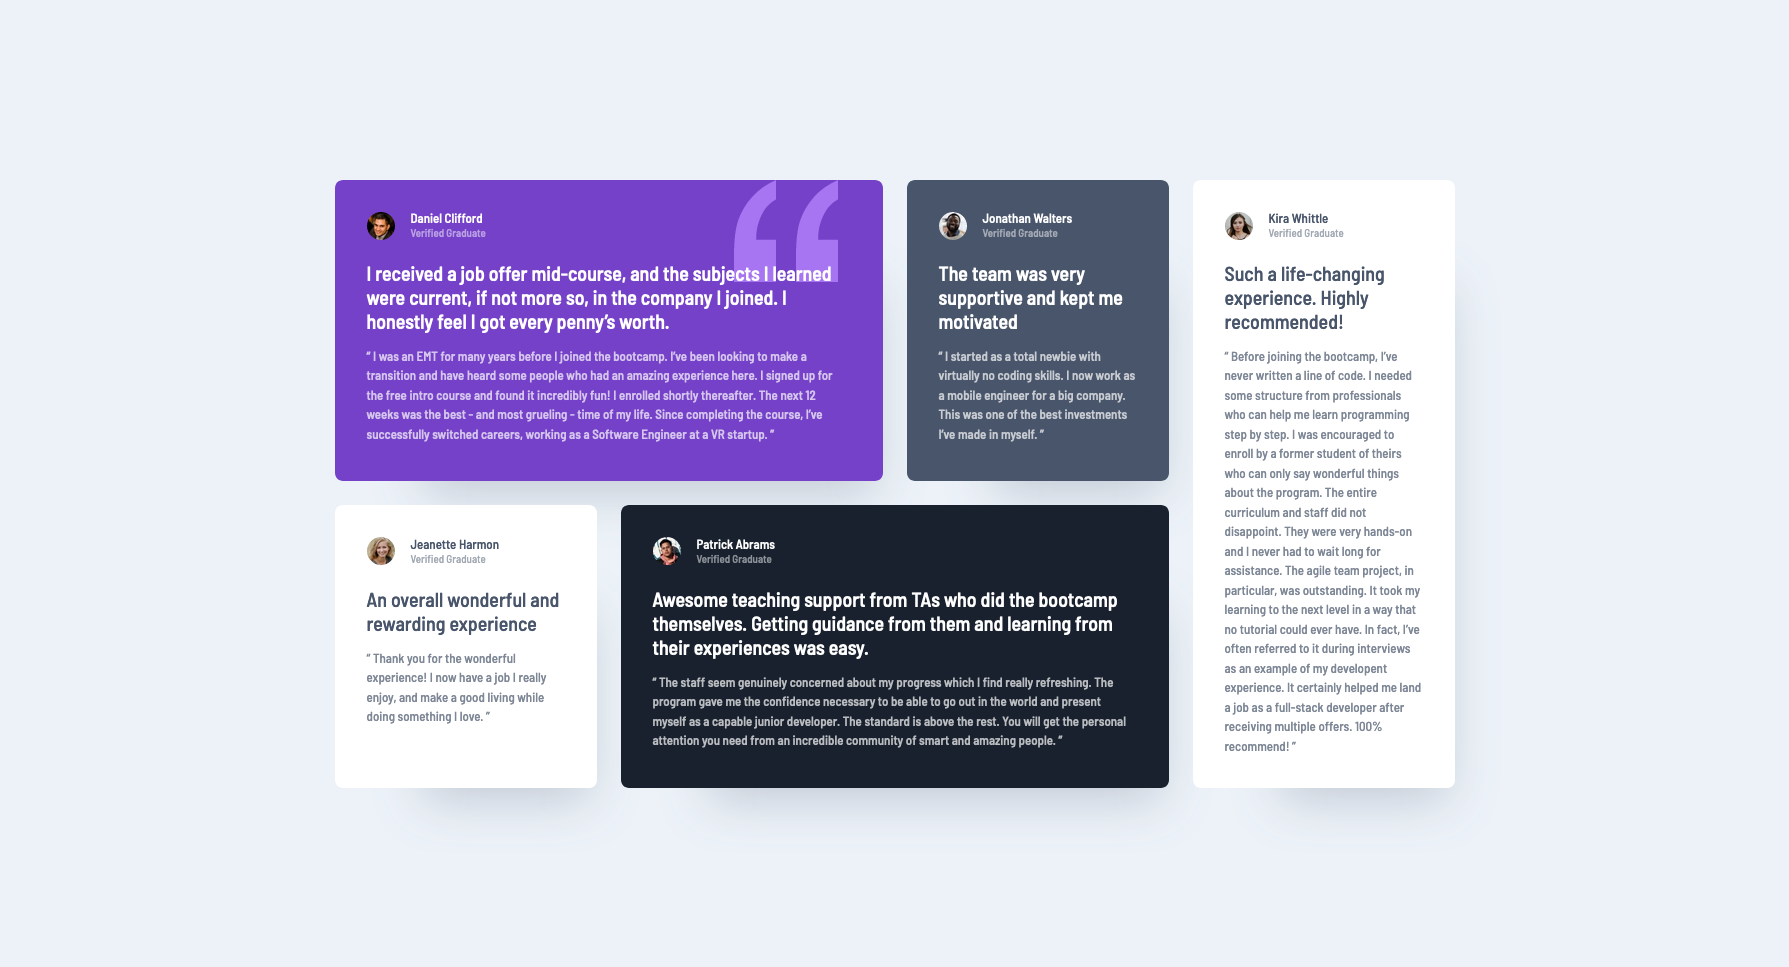 Daniel Clifford
Verified Graduate
I received a job offer mid-course, and the subjects I learned
were current, if not more so, in the company I joined. I
honestly feel I got every penny’s worth.
“ I was an EMT for many years before I joined the bootcamp. I’ve been looking to make a
transition and have heard some people who had an amazing experience here. I signed up for
the free intro course and found it incredibly fun! I enrolled shortly thereafter. The next 12
weeks was the best - and most grueling - time of my life. Since completing the course, I’ve
successfully switched careers, working as a Software Engineer at a VR startup. ”
Jonathan Walters
Verified Graduate
The team was very
supportive and kept me
motivated
“ I started as a total newbie with
virtually no coding skills. I now work as
a mobile engineer for a big company.
This was one of the best investments
I’ve made in myself. ”
Kira Whittle
Verified Graduate
Such a life-changing
experience. Highly
recommended!
“ Before joining the bootcamp, I’ve
never written a line of code. I needed
some structure from professionals
who can help me learn programming
step by step. I was encouraged to
enroll by a former student of theirs
who can only say wonderful things
about the program. The entire
curriculum and staff did not
disappoint. They were very hands-on
and I never had to wait long for
assistance. The agile team project, in
particular, was outstanding. It took my
learning to the next level in a way that
no tutorial could ever have. In fact, I’ve
often referred to it during interviews
as an example of my developent
experience. It certainly helped me land
a job as a full-stack developer after
receiving multiple offers. 100%
recommend! ”
Jeanette Harmon
Verified Graduate
An overall wonderful and
rewarding experience
“ Thank you for the wonderful
experience! I now have a job I really
enjoy, and make a good living while
doing something I love. ”
Patrick Abrams
Verified Graduate
Awesome teaching support from TAs who did the bootcamp
themselves. Getting guidance from them and learning from
their experiences was easy.
“ The staff seem genuinely concerned about my progress which I find really refreshing. The
program gave me the confidence necessary to be able to go out in the world and present
myself as a capable junior developer. The standard is above the rest. You will get the personal
attention you need from an incredible community of smart and amazing people. ”